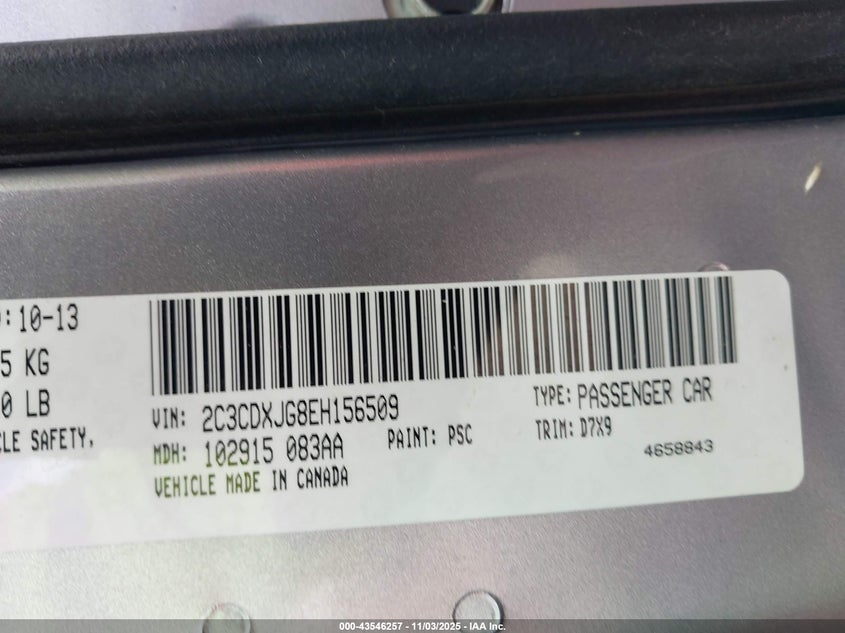 :10-13
5 KG
0 LB
CLE SAFETY,
VIN: 2C3CDXJG8EH156509
TYPE: PASSENGER CAR
MDH: 102915 083AA
PAINT: PSC
TRIM: D7X9
VEHICLE MADE IN CANADA
4658843
000-43546257 - 11/03/2025 - IAA Inc.